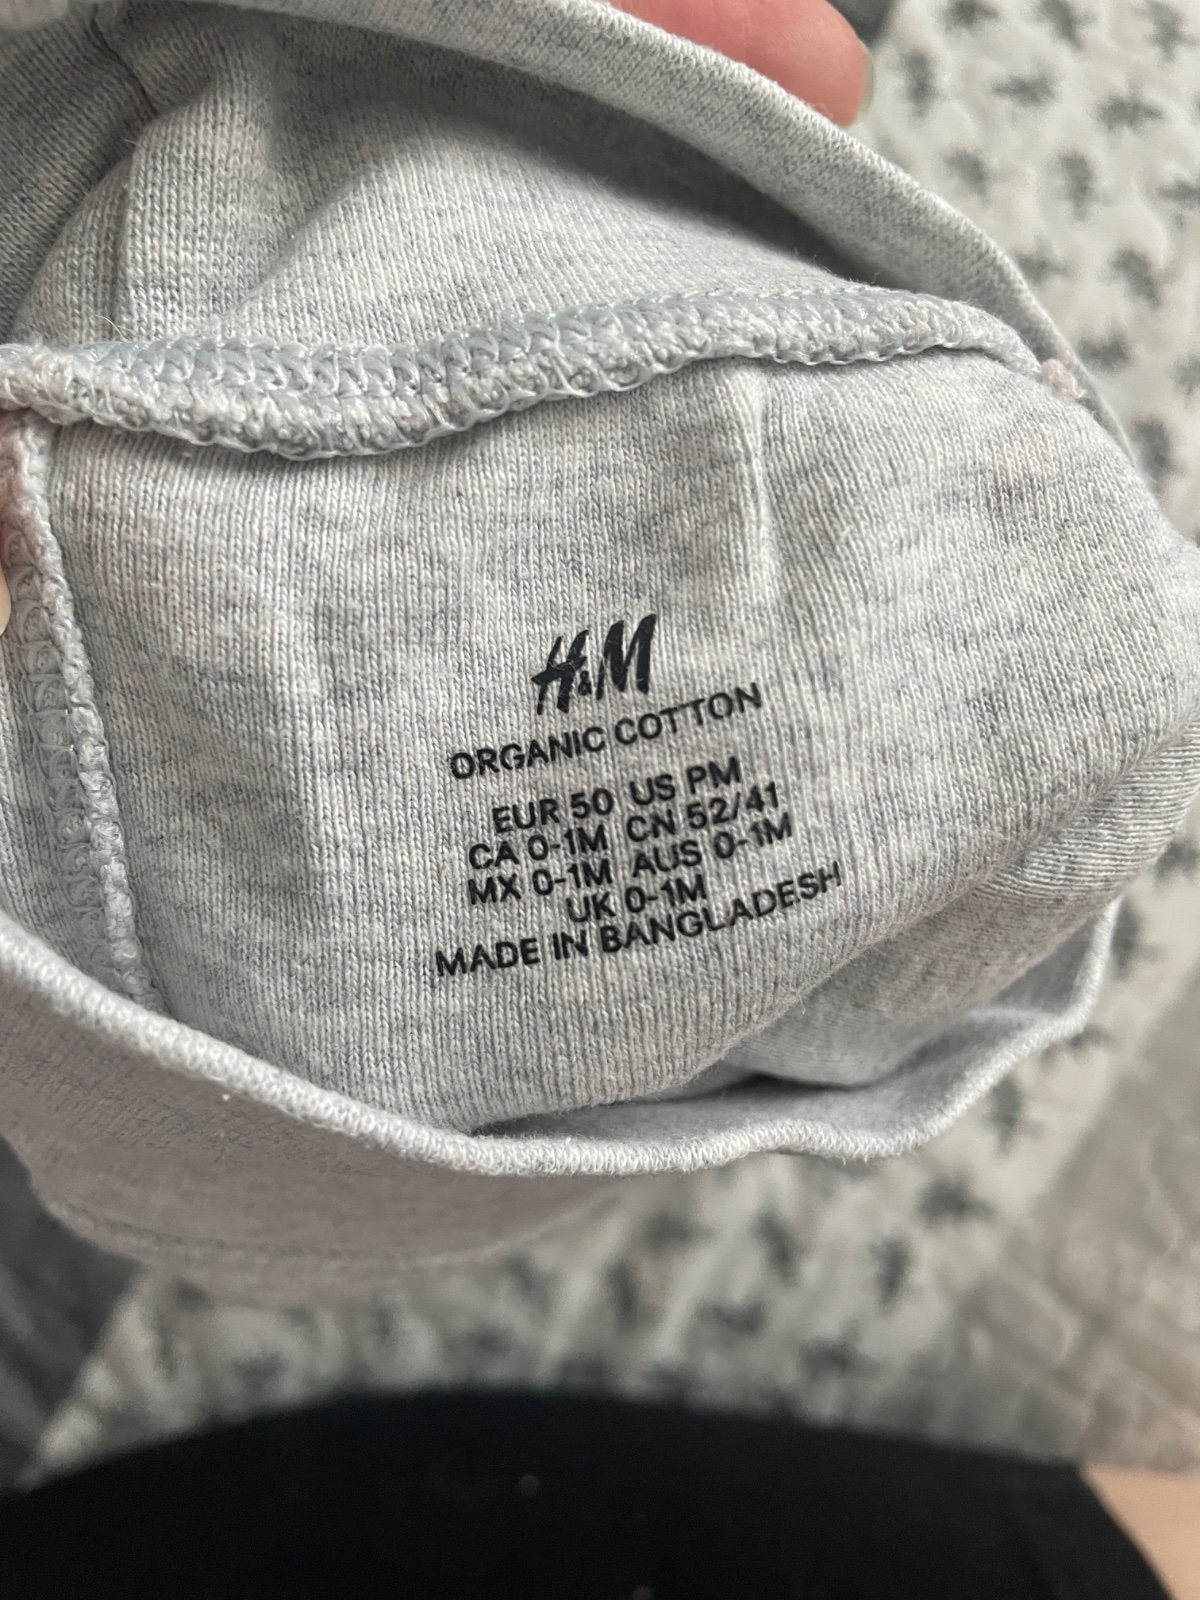 H&M
ORGANIC COTTON
EUR 50 US PM
CA 0-1M CN 52/41
MX 0-1M AUS 0-1M
UK 0-1M
MADE IN BANGLADESH